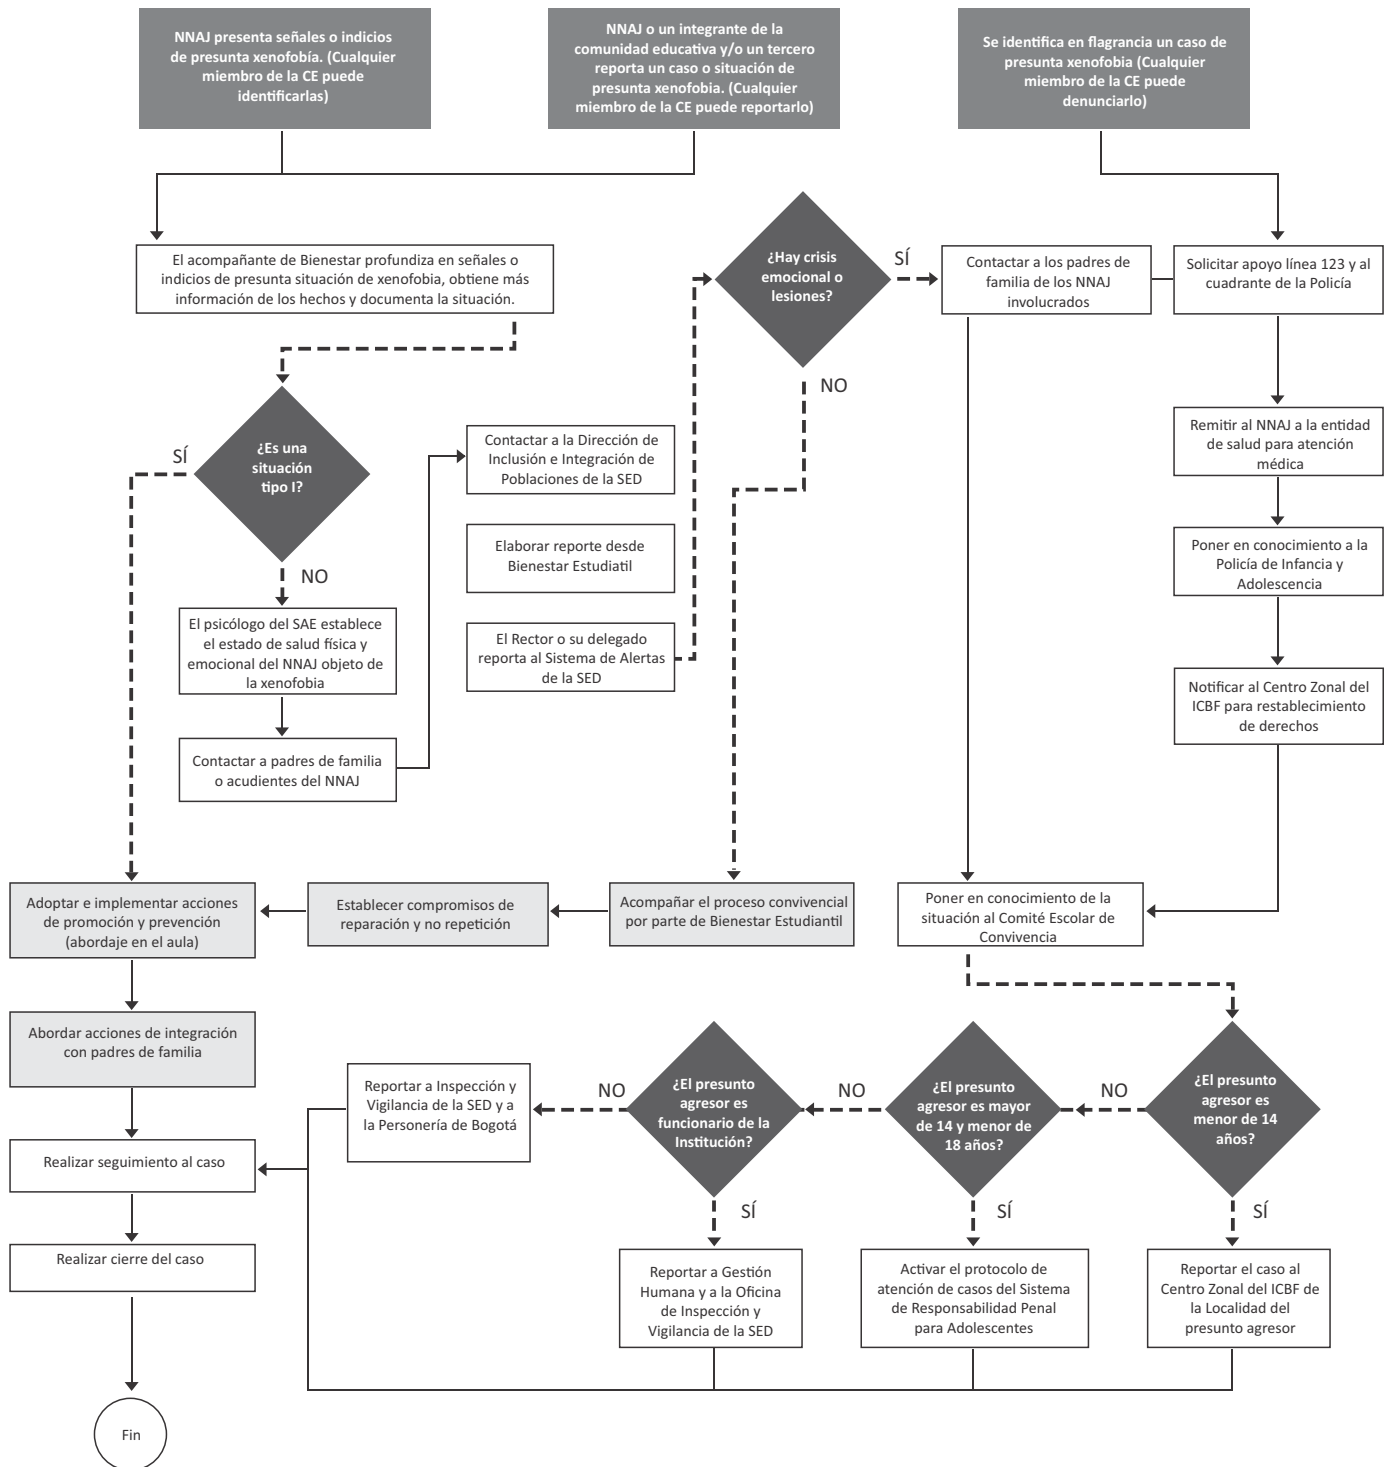 NNAJ presenta señales o indicios
de presunta xenofobía. (Cualquier
miembro de la CE puede
identificarlas)
NNAJ o un integrante de la
comunidad educativa y/o un tercero
reporta un caso o situación de
presunta xenofobia. (Cualquier
miembro de la CE puede reportarlo)
Se identifica en flagrancia un caso de
presunta xenofobia (Cualquier
miembro de la CE puede
denunciarlo)
El acompañante de Bienestar profundiza en señales o
indicios de presunta situación de xenofobia, obtiene más
información de los hechos y documenta la situación.
¿Hay crisis
emocional o
lesiones?
SÍ
NO
Contactar a los padres de
familia de los NNAJ
involucrados
Solicitar apoyo línea 123 y al
cuadrante de la Policía
¿Es una
situación
tipo I?
SÍ
NO
Contactar a la Dirección de
Inclusión e Integración de
Poblaciones de la SED
Elaborar reporte desde
Bienestar Estudiatil
El Rector o su delegado
reporta al Sistema de Alertas
de la SED
Remitir al NNAJ a la entidad
de salud para atención
médica
Poner en conocimiento a la
Policía de Infancia y
Adolescencia
El psicólogo del SAE establece
el estado de salud física y
emocional del NNAJ objeto de
la xenofobia
Notificar al Centro Zonal del
ICBF para restablecimiento
de derechos
Contactar a padres de familia
o acudientes del NNAJ
Adoptar e implementar acciones
de promoción y prevención
(abordaje en el aula)
Establecer compromisos de
reparación y no repetición
Acompañar el proceso convivencial
por parte de Bienestar Estudiantil
Poner en conocimiento de la
situación al Comité Escolar de
Convivencia
Abordar acciones de integración
con padres de familia
Reportar a Inspección y
Vigilancia de la SED y a
la Personería de Bogotá
NO
¿El presunto
agresor es
funcionario de la
Institución?
NO
¿El presunto
agresor es mayor
de 14 y menor de
18 años?
NO
¿El presunto
agresor es
menor de 14
años?
Realizar seguimiento al caso
SÍ
SÍ
SÍ
Realizar cierre del caso
Reportar a Gestión
Humana y a la Oficina
de Inspección y
Vigilancia de la SED
Activar el protocolo de
atención de casos del Sistema
de Responsabilidad Penal
para Adolescentes
Reportar el caso al
Centro Zonal del ICBF de
la Localidad del
presunto agresor
Fin